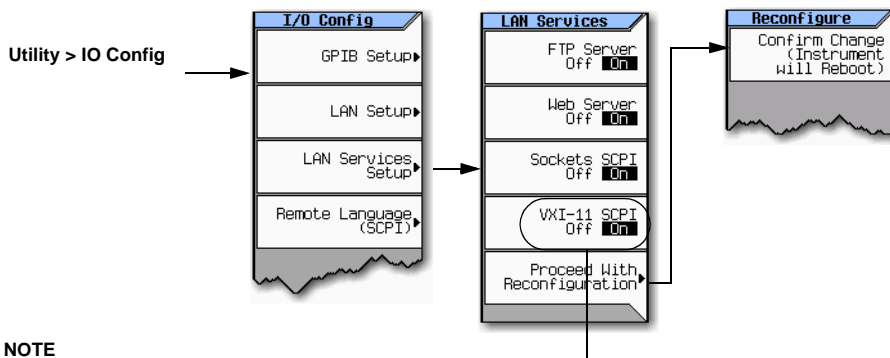 Utility > IO Config
I/O Config
GPIB Setup
LAN Setup
LAN Services
Setup
Remote Language
(SCPI)
LAN Services
FTP Server
Off On
Web Server
Off On
Sockets SCPI
Off On
VXI-11 SCPI
Off On
Proceed With
Reconfiguration
Reconfigure
Confirm Change
(Instrument
will Reboot)
NOTE